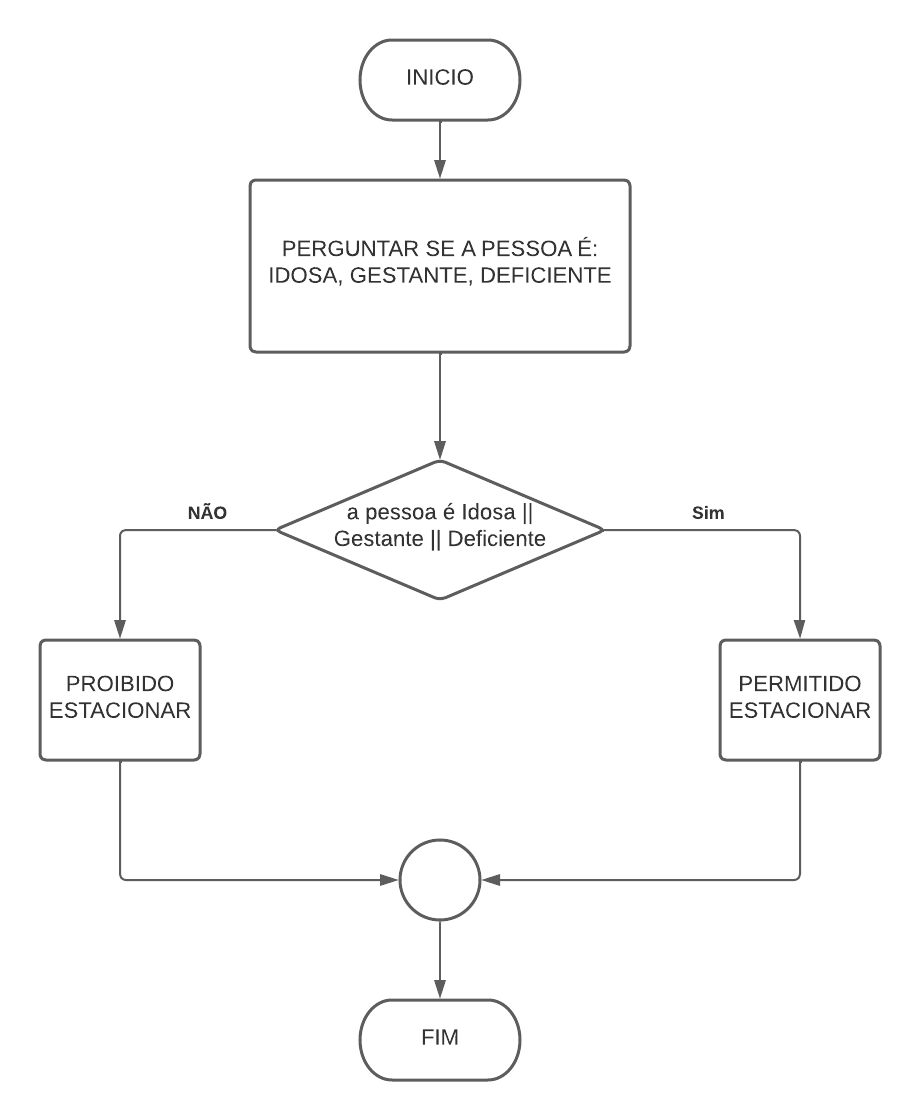 INICIO
PERGUNTAR SE A PESSOA É:
IDOSA, GESTANTE, DEFICIENTE
a pessoa é Idosa ||
Gestante || Deficiente
NÃO
Sim
PROIBIDO
ESTACIONAR
PERMITIDO
ESTACIONAR
FIM